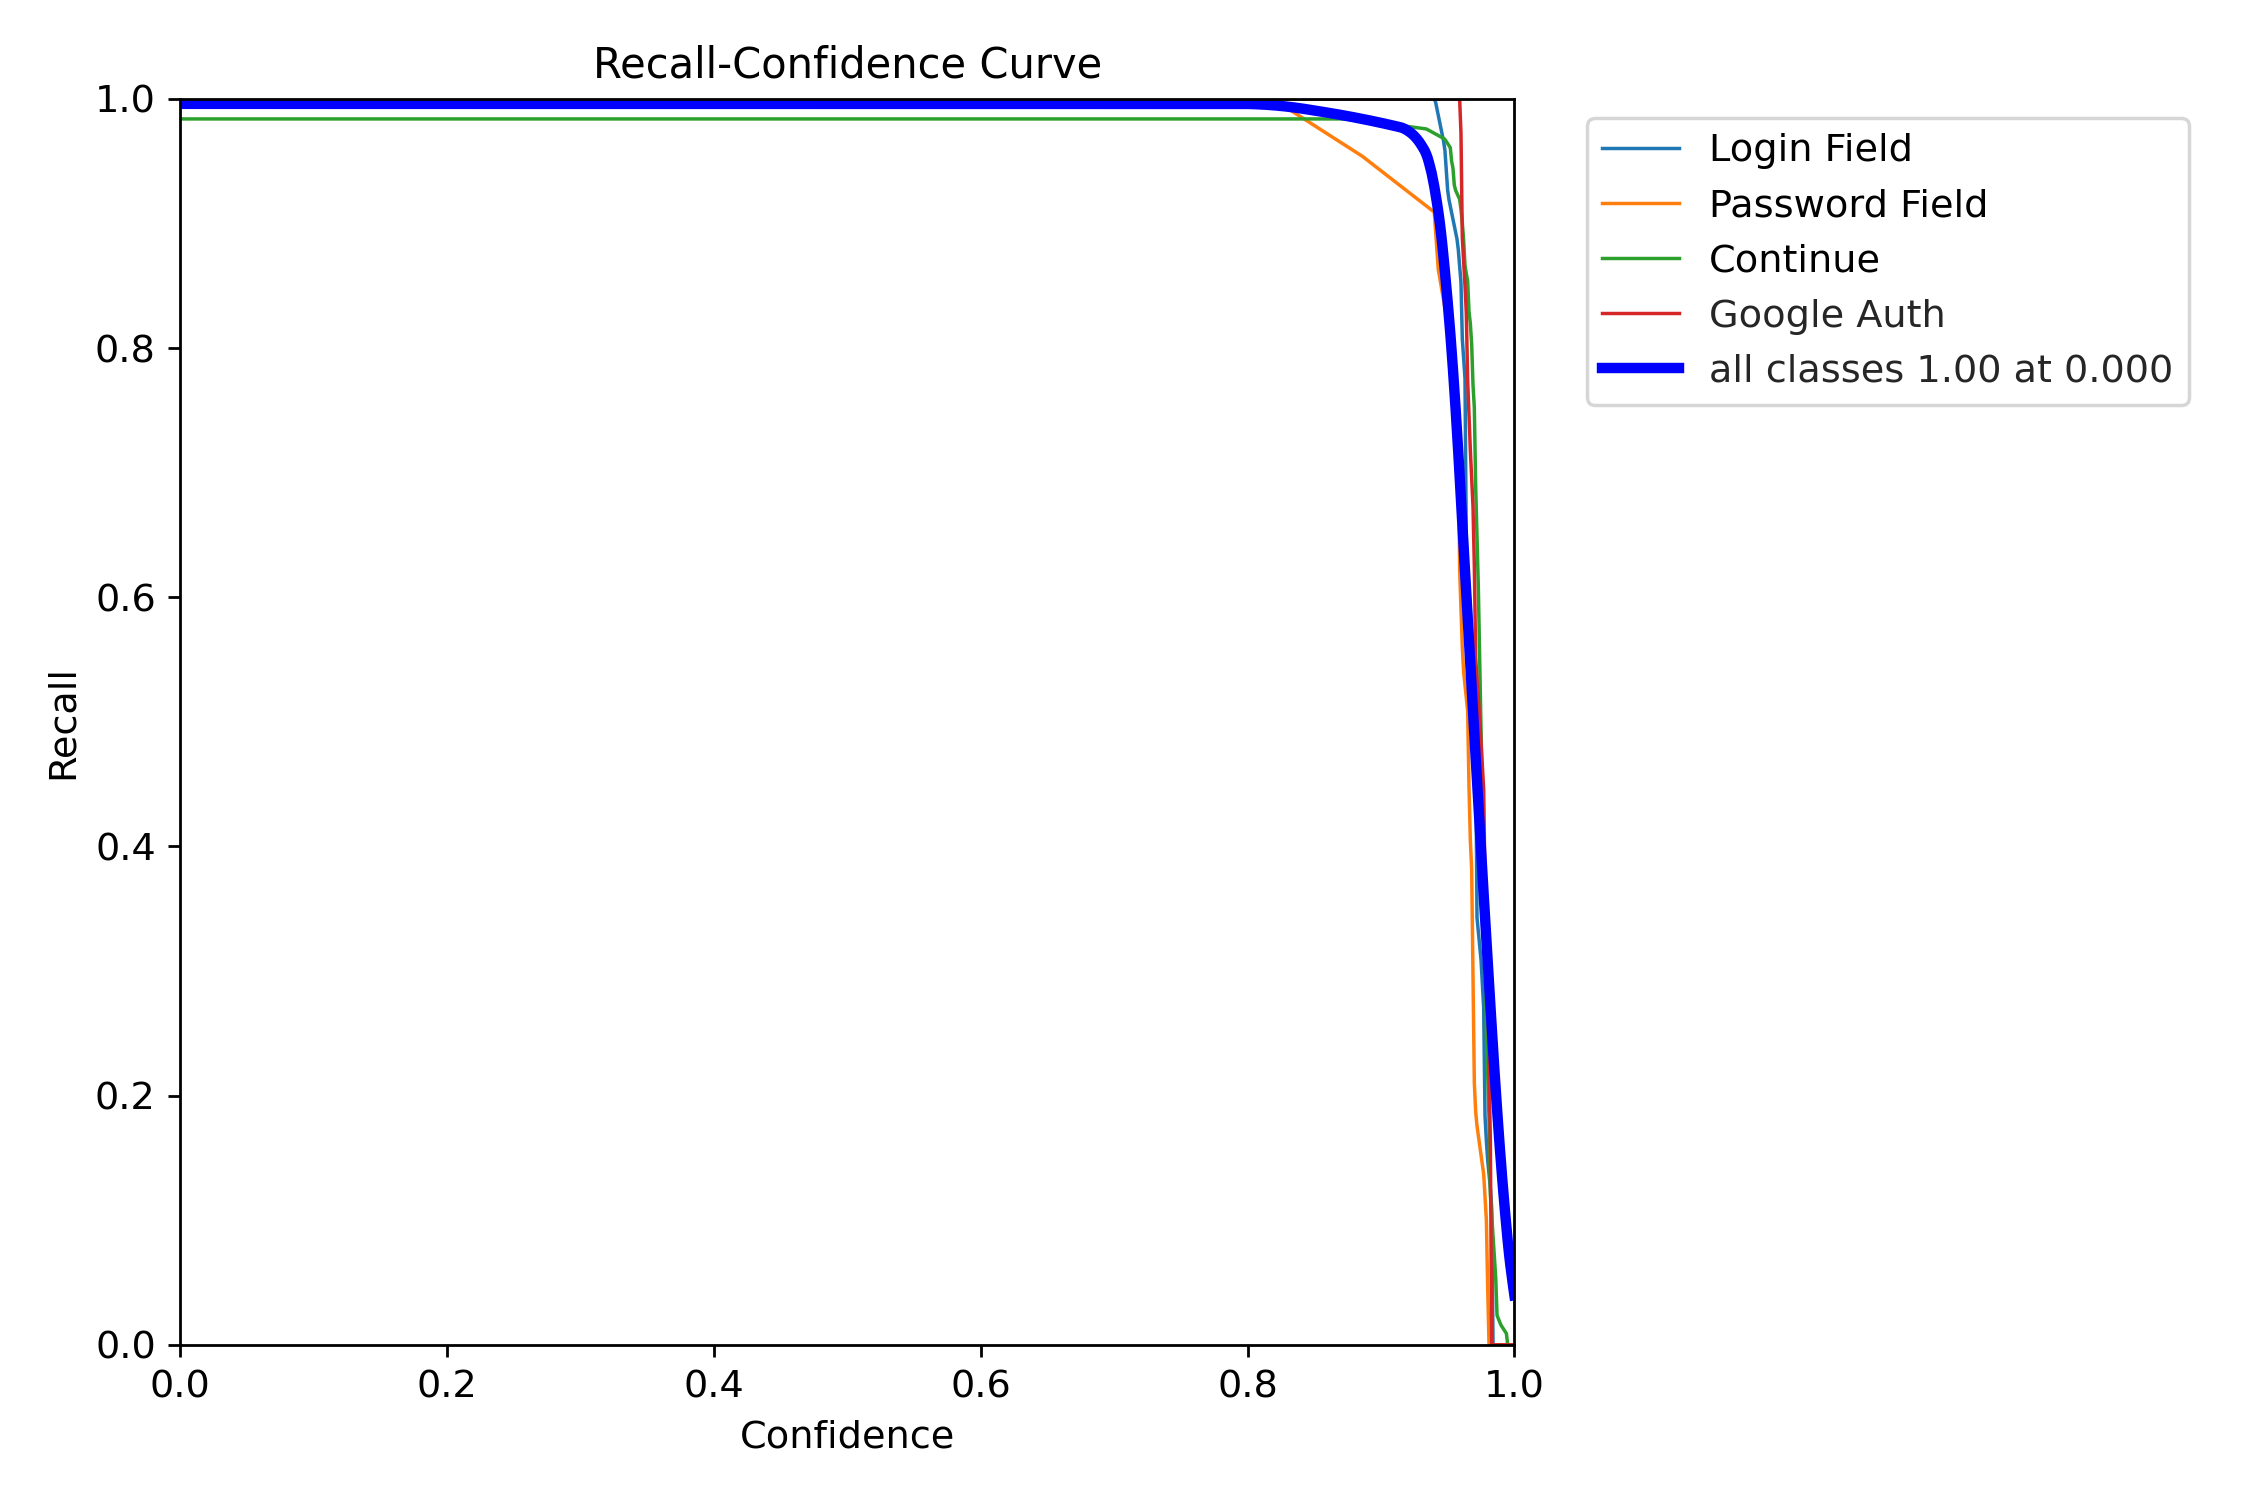 Recall-Confidence Curve
1.0
0.8
0.6
0.4
0.2
0.0
Recall
0.0 0.2 0.4 0.6 0.8 1.0
Confidence
Login Field
Password Field
Continue
Google Auth
all classes 1.00 at 0.000